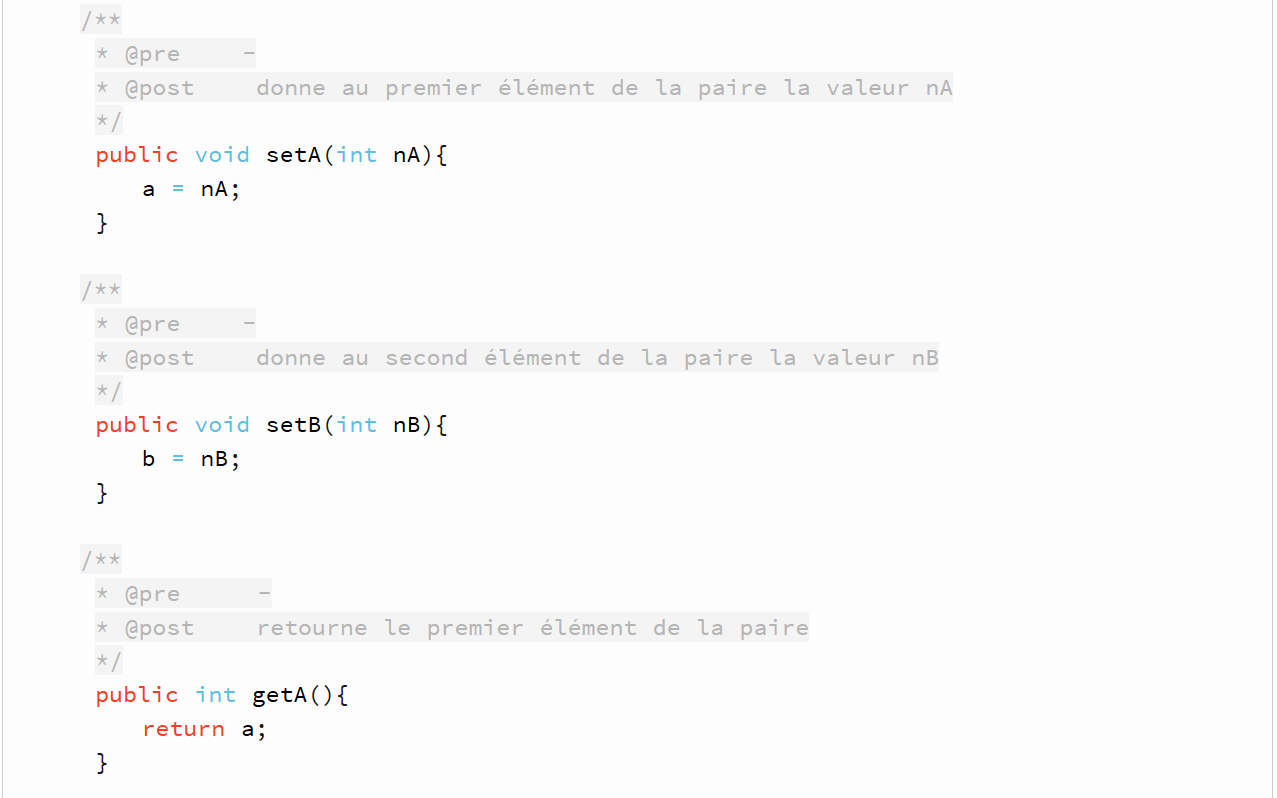 /**
* @pre -
* @post donne au premier élément de la paire la valeur nA
*/
public void setA(int nA){
a = nA;
}
/**
* @pre -
* @post donne au second élément de la paire la valeur nB
*/
public void setB(int nB){
b = nB;
}
/**
* @pre -
* @post retourne le premier élément de la paire
*/
public int getA(){
return a;
}